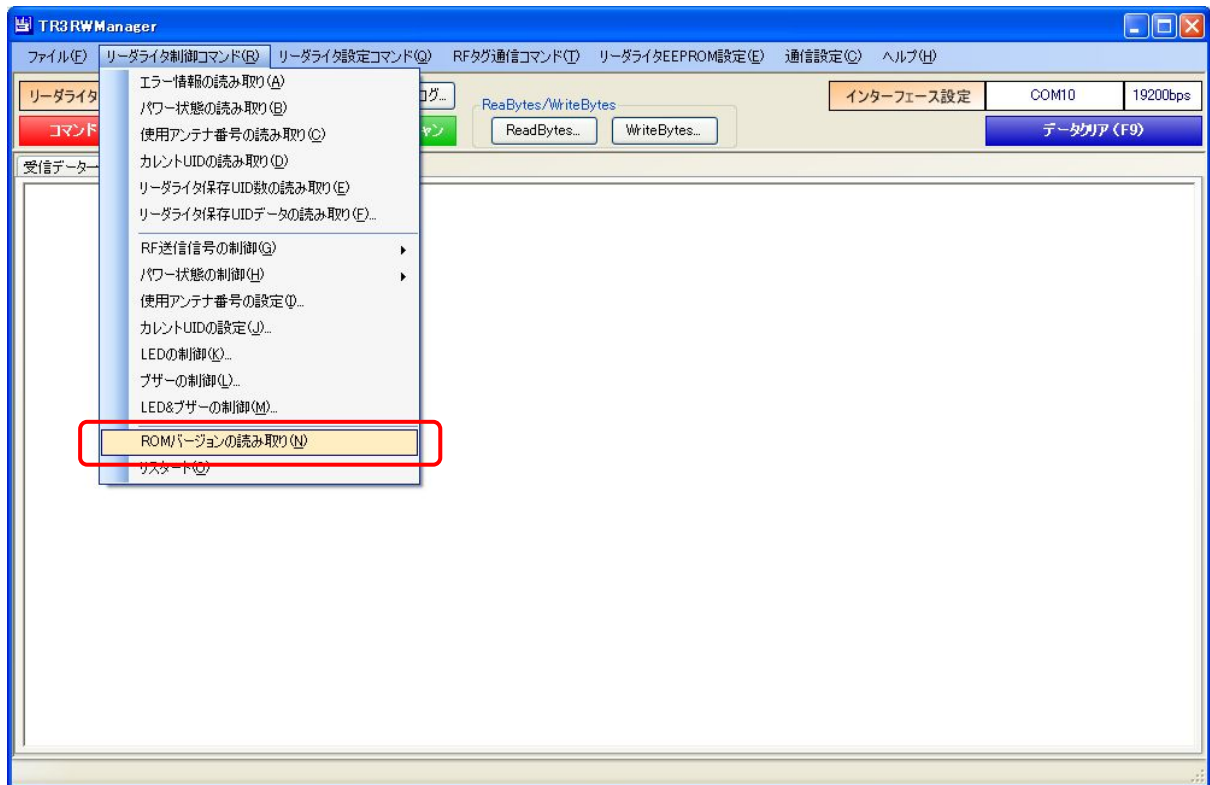 TR3RWManager
ファイル(F) リーダライタ制御コマンド(R) リーダライタ設定コマンド(Q) RFタグ通信コマンド(T) リーダライタEEPROM設定(E) 通信設定(C) ヘルプ(H)
リーダライタ
ログ...
ReaBytes/WriteBytes
インターフェース設定 COM10 19200bps
コマンド
ReadBytes... WriteBytes...
データクリア(F9)
受信データ
エラー情報の読み取り(A)
パワー状態の読み取り(B)
使用アンテナ番号の読み取り(C)
カレントUIDの読み取り(D)
リーダライタ保存UID数の読み取り(E)
リーダライタ保存UIDデータの読み取り(F)...
RF送信信号の制御(G)
パワー状態の制御(H)
使用アンテナ番号の設定(I)...
カレントUIDの設定(J)...
LEDの制御(K)...
ブザーの制御(L)...
LED&ブザーの制御(M)...
ROMバージョンの読み取り(N)
リスタート(O)